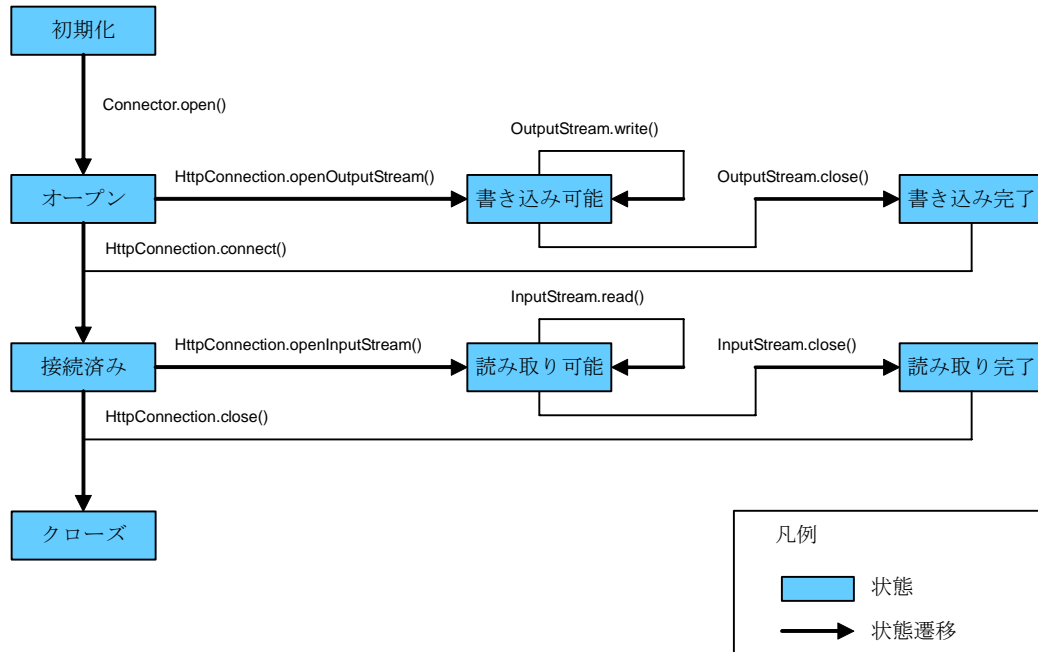 初期化
Connector.open()
OutputStream.write()
オープン
HttpConnection.openOutputStream()
書き込み可能
OutputStream.close()
書き込み完了
HttpConnection.connect()
InputStream.read()
接続済み
HttpConnection.openInputStream()
読み取り可能
InputStream.close()
読み取り完了
HttpConnection.close()
クローズ
凡例
状態
状態遷移